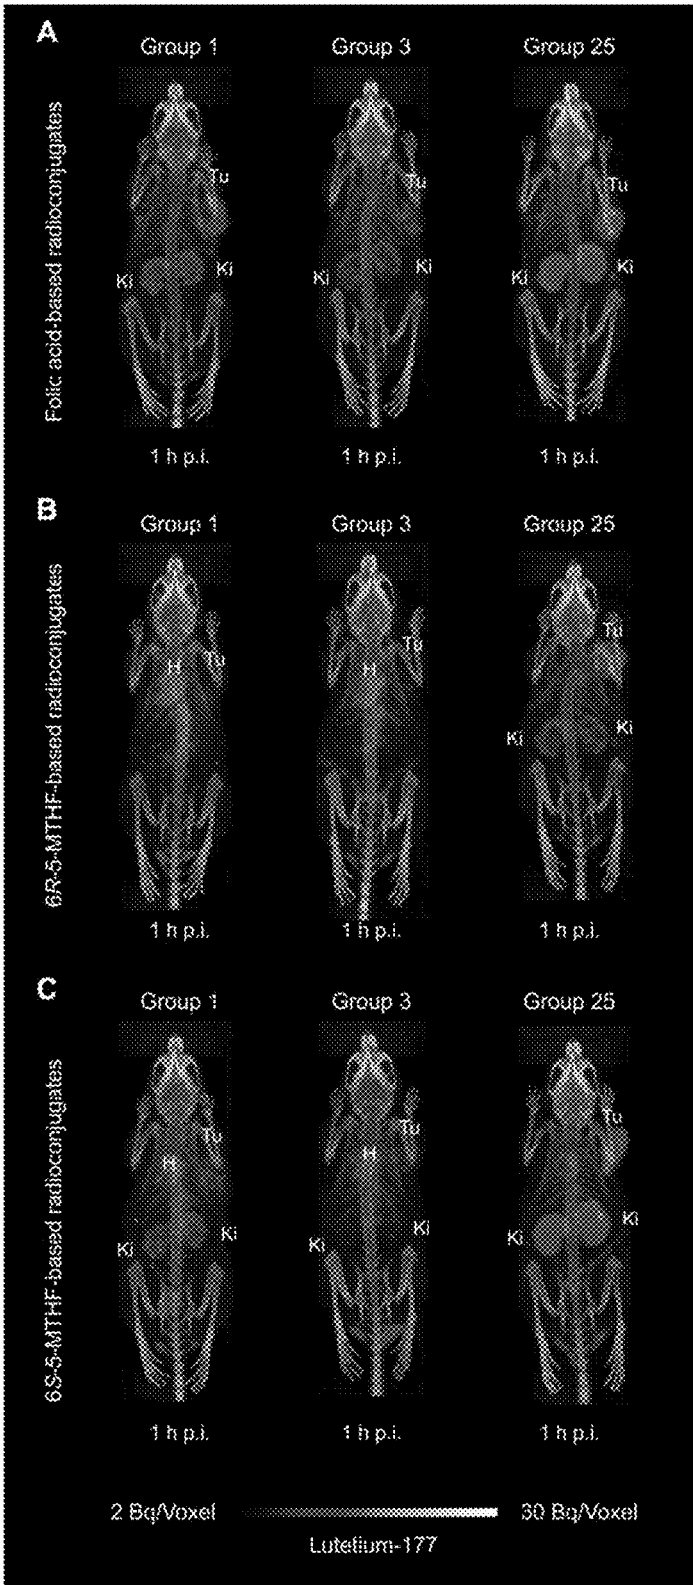 A
Group 1 Group 3 Group 25
Folic acid-based radioconjugates
Tu Tu Tu
Ki Ki Ki Ki Ki Ki
1 h p.i. 1 h p.i. 1 h p.i.
B
Group 1 Group 3 Group 25
6R-5-MTHF-based radioconjugates
H Tu H Tu Tu
Ki Ki
1 h p.i. 1 h p.i. 1 h p.i.
C
Group 1 Group 3 Group 25
6S-5-MTHF-based radioconjugates
H Tu H Tu Tu
Ki Ki Ki Ki Ki Ki
1 h p.i. 1 h p.i. 1 h p.i.
2 Bq/Voxel 30 Bq/Voxel
Lutetium-177